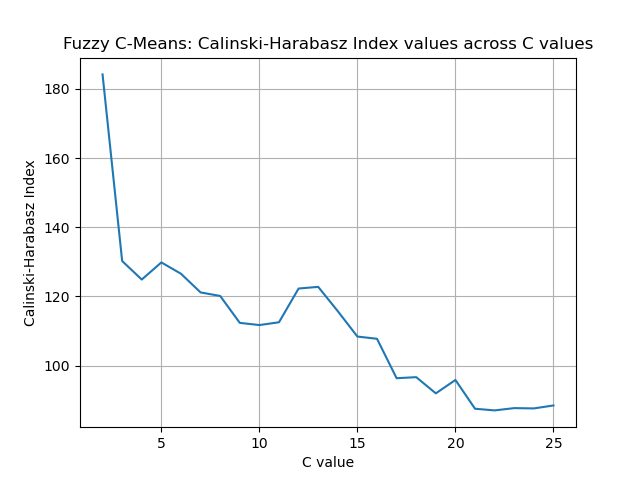 Fuzzy C-Means: Calinski-Harabasz Index values across C values
180
160
140
120
100
Calinski-Harabasz Index
5 10 15 20 25
C value